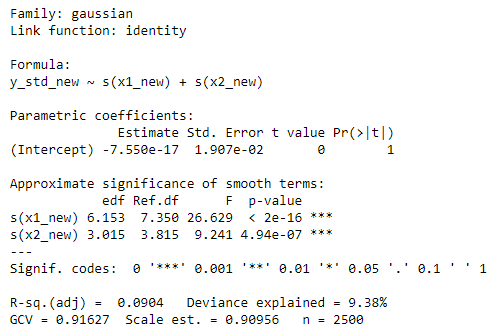 Family: gaussian
Link function: identity
Formula:
y_std_new ~ s(x1_new) + s(x2_new)
Parametric coefficients:
Estimate Std. Error t value Pr(>|t|)
(Intercept) -7.550e-17 1.907e-02 0 1
Approximate significance of smooth terms:
edf Ref.df F p-value
s(x1_new) 6.153 7.350 26.629 < 2e-16 ***
s(x2_new) 3.015 3.815 9.241 4.94e-07 ***
---
Signif. codes: 0 '***' 0.001 '**' 0.01 '*' 0.05 '.' 0.1 ' ' 1
R-sq.(adj) = 0.0904 Deviance explained = 9.38%
GCV = 0.91627 Scale est. = 0.90956 n = 2500